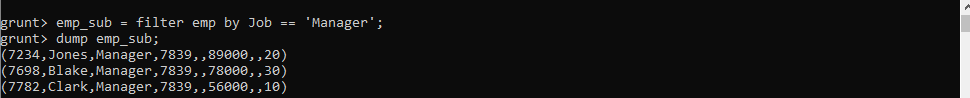 grunt> emp_sub = filter emp by Job == 'Manager';
grunt> dump emp_sub;
(7234,Jones,Manager,7839,,89000,,20)
(7698,Blake,Manager,7839,,78000,,30)
(7782,Clark,Manager,7839,,56000,,10)